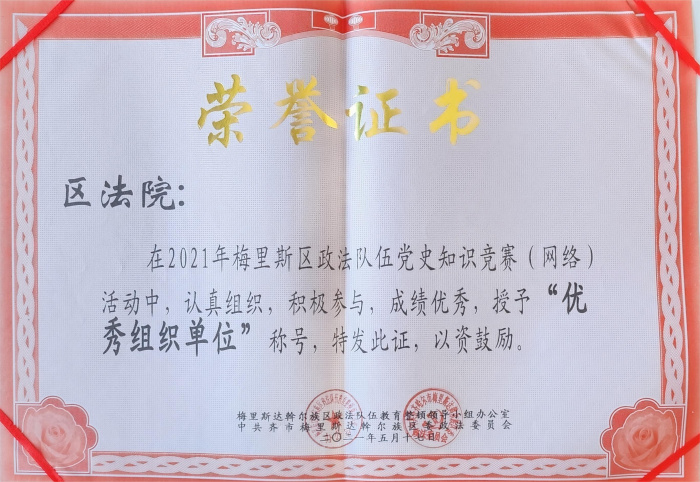 荣誉证书
区法院：
在2021年梅里斯区政法队伍党史知识竞赛（网络）
活动中，认真组织，积极参与，成绩优秀，授予“优
秀组织单位”称号，特发此证，以资鼓励。
梅里斯达斡尔族区政法队伍教育整顿领导小组办公室
中共齐市梅里斯达斡尔族区委政法委员会
二〇二一年五月十日